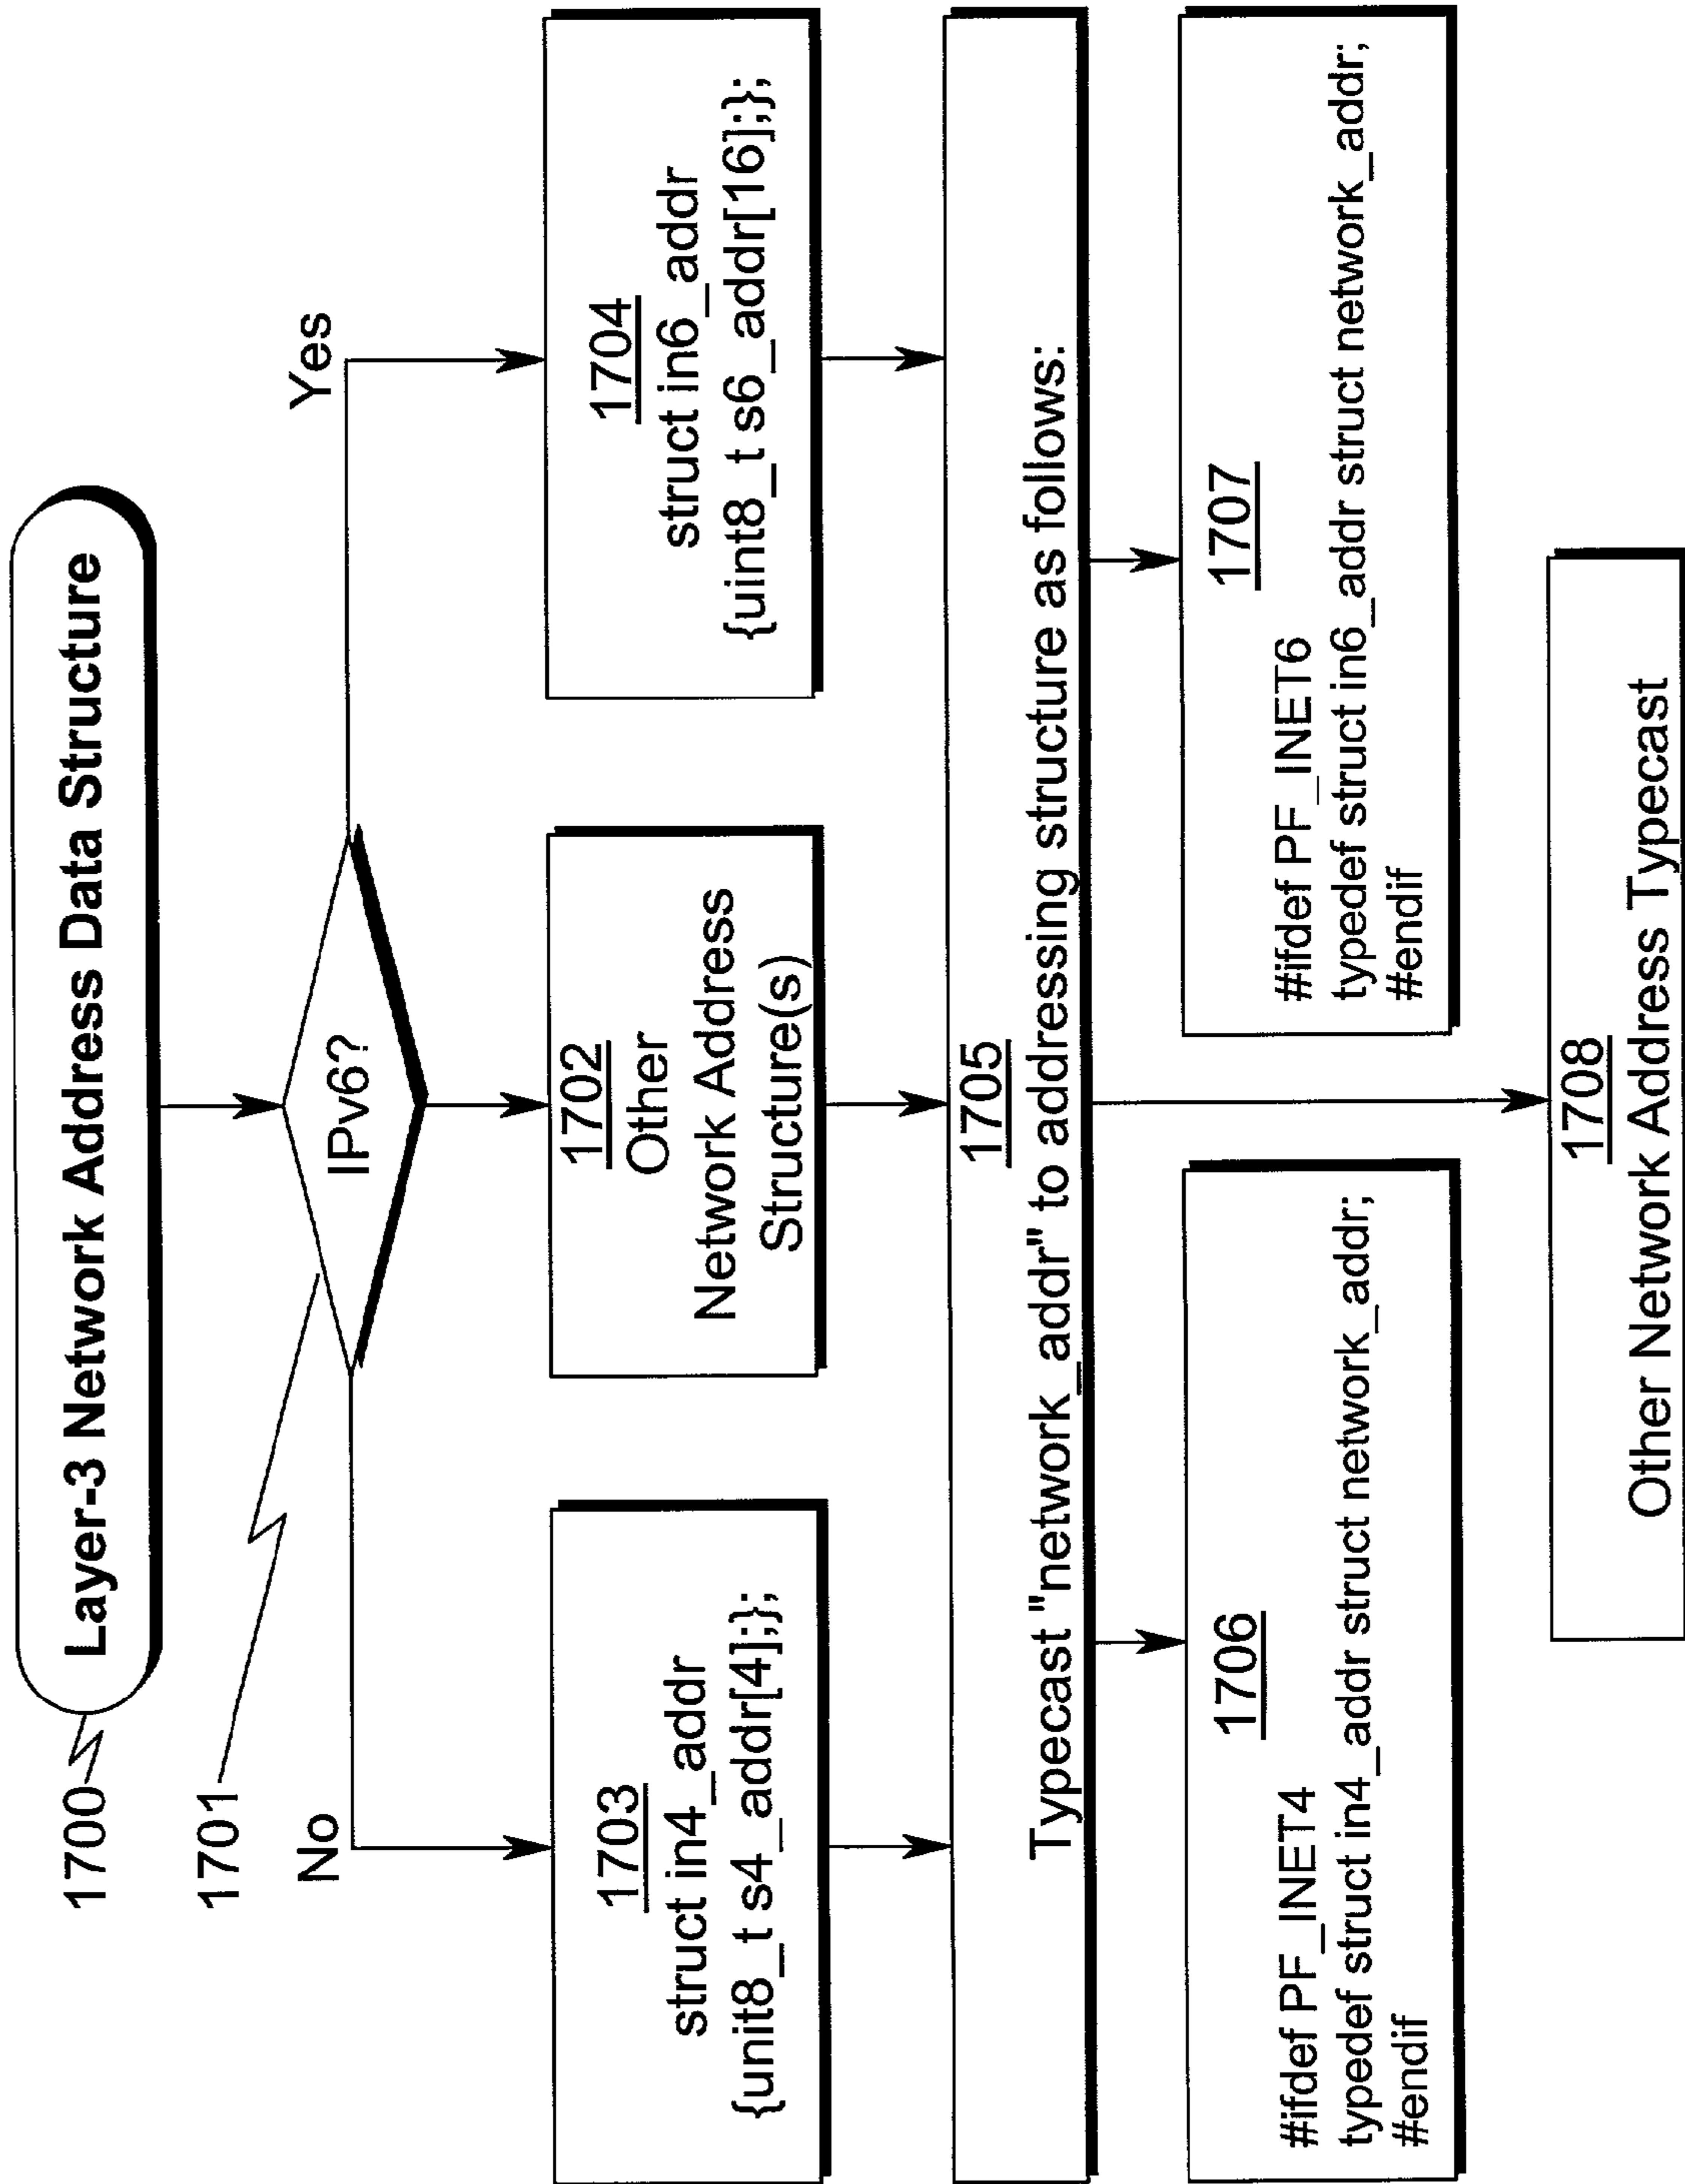 Layer-3 Network Address Data Structure
1700
1701
IPv6?
No
Yes
1703
struct in4_addr
{unit8_t s4_addr[4];};
1702
Other
Network Address
Structure(s)
1704
struct in6_addr
{uint8_t s6_addr[16];};
1705
Typecast "network_addr" to addressing structure as follows:
1706
#ifdef PF_INET4
typedef struct in4_addr struct network_addr;
#endif
1707
#ifdef PF_INET6
typedef struct in6_addr struct network_addr;
#endif
1708
Other Network Address Typecast